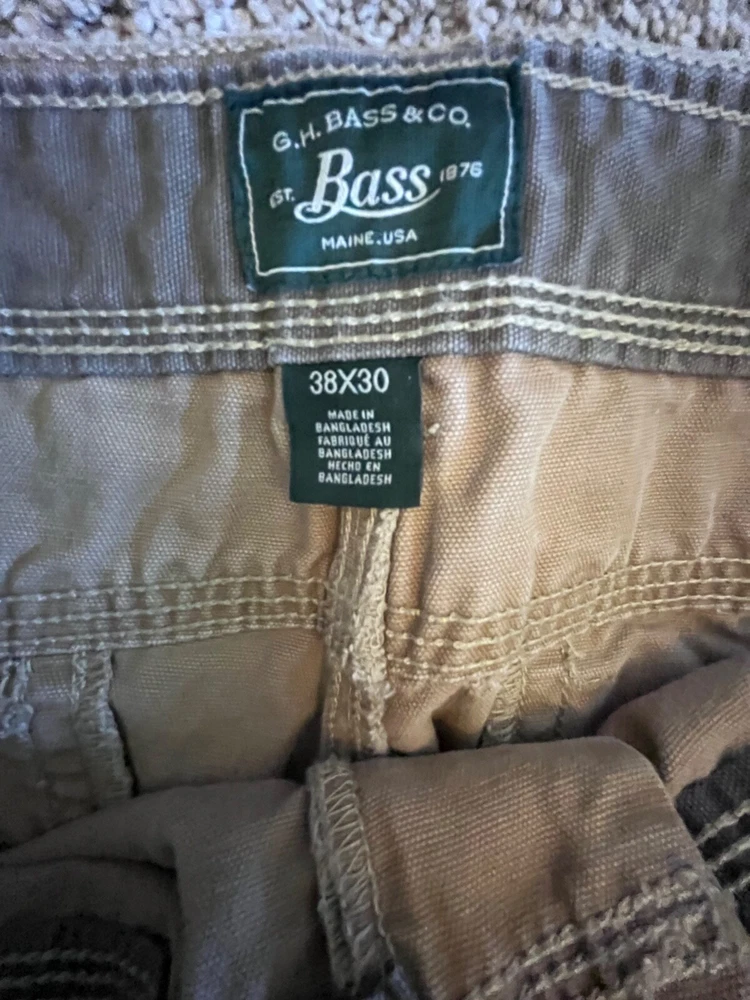 G.H. BASS & CO.
EST. Bass 1876
MAINE.USA
38X30
MADE IN
BANGLADESH
FABRIQUÉ AU
BANGLADESH
HECHO EN
BANGLADESH